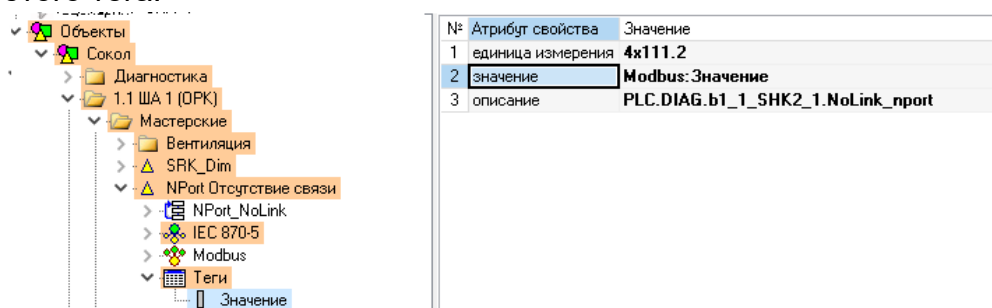 этого тега.
Объекты
Сокол
Диагностика
1.1 ША 1 (ОРК)
Мастерские
Вентиляция
SRK_Dim
NPort Отсутствие связи
NPort_NoLink
IEC 870-5
Modbus
Теги
Значение
№ Атрибут свойства Значение
1 единица измерения 4x111.2
2 значение Modbus: Значение
3 описание PLC.DIAG.b1_1_SHK2_1.NoLink_nport